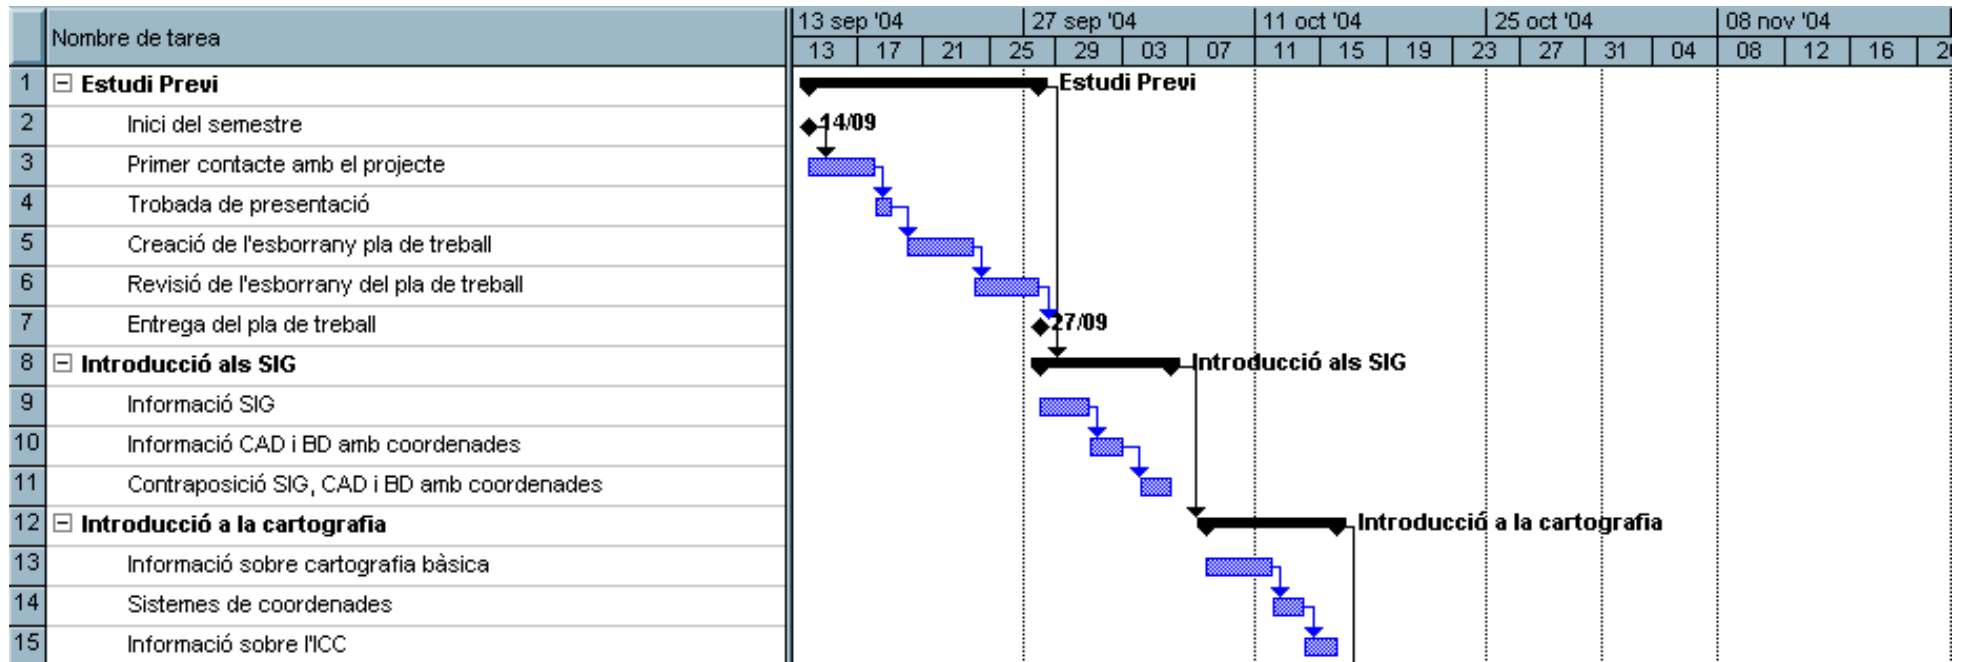 Nombre de tarea
13 sep '04 27 sep '04 11 oct '04 25 oct '04 08 nov '04
13 17 21 25 29 03 07 11 15 19 23 27 31 04 08 12 16
1 Estudi Previ Estudi Previ
2 Inici del semestre 14/09
3 Primer contacte amb el projecte
4 Trobada de presentació
5 Creació de l'esborrany pla de treball
6 Revisió de l'esborrany del pla de treball
7 Entrega del pla de treball 27/09
8 Introducció als SIG Introducció als SIG
9 Informació SIG
10 Informació CAD i BD amb coordenades
11 Contraposició SIG, CAD i BD amb coordenades
12 Introducció a la cartografia Introducció a la cartografia
13 Informació sobre cartografia bàsica
14 Sistemes de coordenades
15 Informació sobre l'ICC